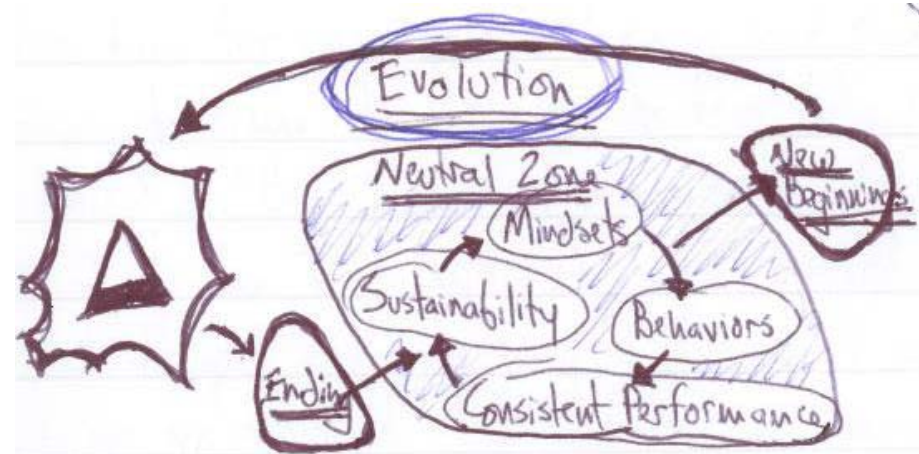 Evolution
Neutral Zone
New
Beginnings
Mindsets
Sustainability
Behaviors
Ending
Consistent Performance